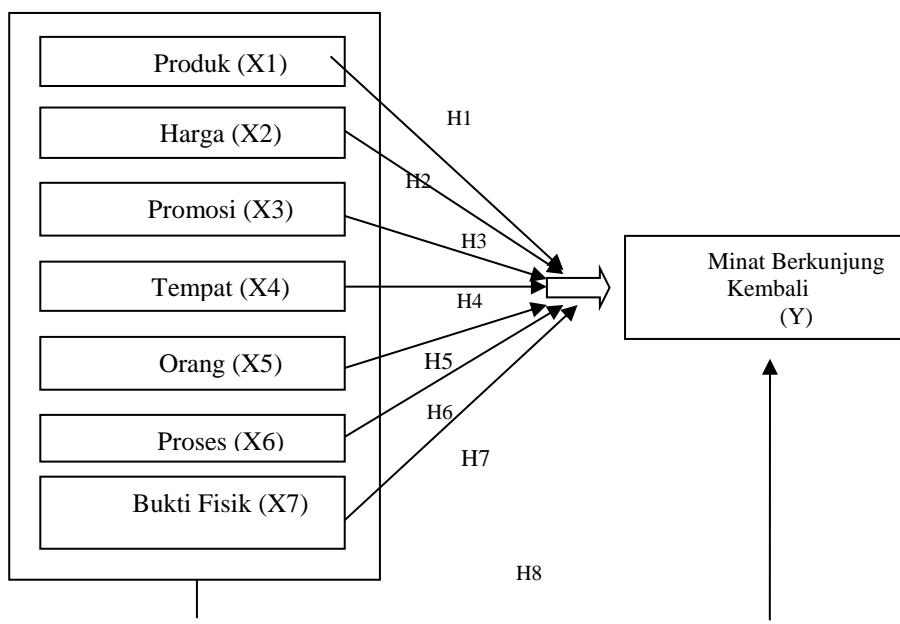 Produk (X1)
Harga (X2)
Promosi (X3)
Tempat (X4)
Orang (X5)
Proses (X6)
Bukti Fisik (X7)
H1
H2
H3
H4
H5
H6
H7
H8
Minat Berkunjung
Kembali
(Y)